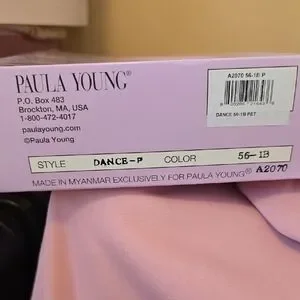 PAULA YOUNG®
P.O. Box 483
Brockton, MA, USA
1-800-472-4017
paulayoung.com
©Paula Young
A2070 56-1B P
DANCE 56-1B PET
STYLE DANCE-P COLOR 56-1B
MADE IN MYANMAR EXCLUSIVELY FOR PAULA YOUNG® A2070